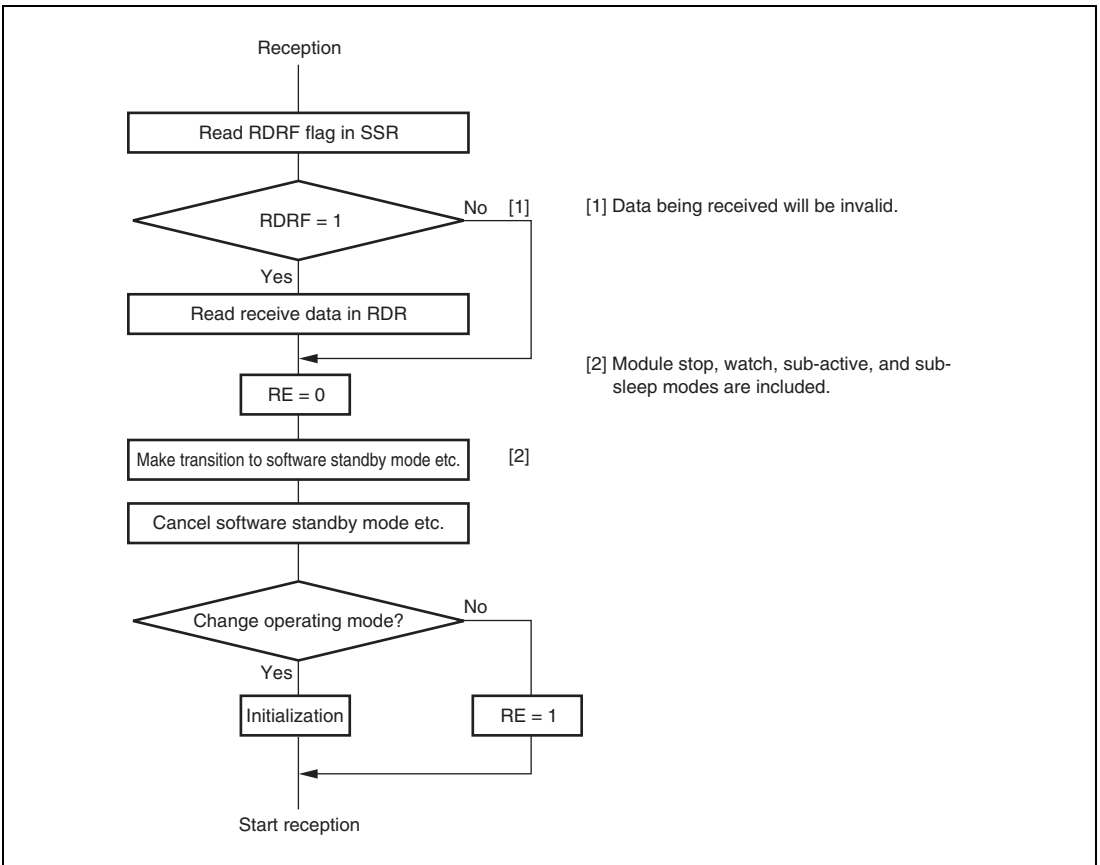 Reception
Read RDRF flag in SSR
RDRF = 1
No [1]
[1] Data being received will be invalid.
Yes
Read receive data in RDR
[2] Module stop, watch, sub-active, and sub-
sleep modes are included.
RE = 0
Make transition to software standby mode etc.
[2]
Cancel software standby mode etc.
Change operating mode?
No
Yes
Initialization
RE = 1
Start reception